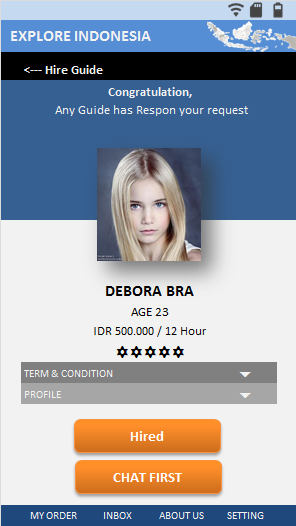 EXPLORE INDONESIA
<--- Hire Guide
Congratulation,
Any Guide has Respon your request
DEBORA BRA
AGE 23
IDR 500.000 / 12 Hour
TERM & CONDITION
PROFILE
Hired
CHAT FIRST
MY ORDER INBOX ABOUT US SETTING